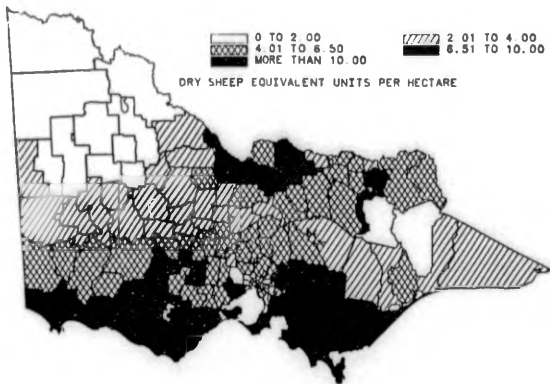 0 TO 2.00
2.01 TO 4.00
4.01 TO 6.50
6.51 TO 10.00
MORE THAN 10.00
DRY SHEEP EQUIVALENT UNITS PER HECTARE